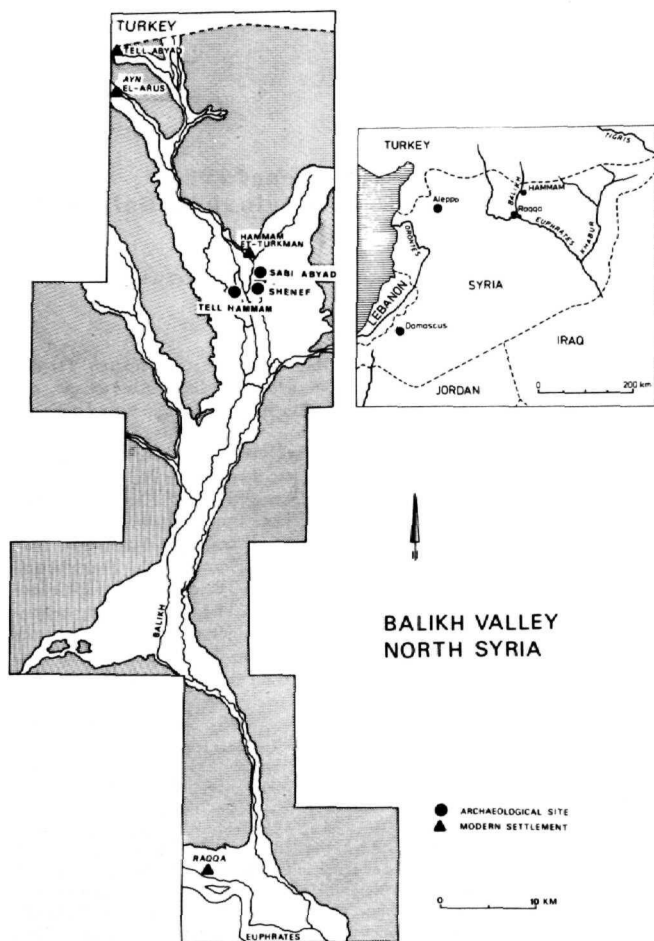 TURKEY
TELL ABYAD
AYN
EL-ARUS
HAMMAM
ET-TURKMAN
SABI ABYAD
SHENEF
TELL HAMMAM
BALIKH
RAQQA
EUPHRATES
TURKEY
TIGRIS
BALIKH
HAMMAM
Aleppo
Raqqa
EUPHRATES
KHABUR
ORONTES
SYRIA
LEBANON
Damascus
IRAQ
JORDAN
0 200 km
BALIKH VALLEY
NORTH SYRIA
ARCHAEOLOGICAL SITE
MODERN SETTLEMENT
0 10 KM